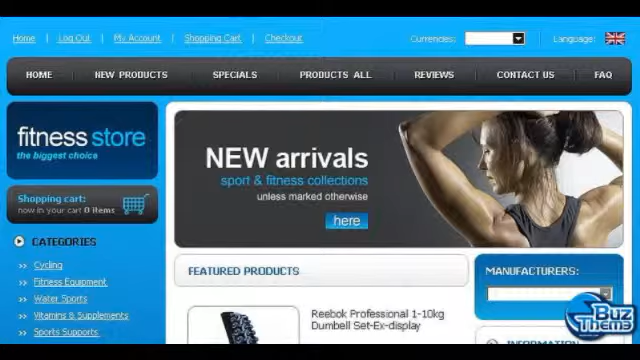 Home | Log Out | My Account | Shopping Cart | Checkout
Currencies:
Language:
HOME
NEW PRODUCTS
SPECIALS
PRODUCTS ALL
REVIEWS
CONTACT US
FAQ
fitness store
the biggest choice
Shopping cart:
now in your cart 0 items
NEW arrivals
sport & fitness collections
unless marked otherwise
here
CATEGORIES
>> Cycling
>> Fitness Equipment
>> Water Sports
>> Vitamins & Supplements
>> Sports Supports
FEATURED PRODUCTS
Reebok Professional 1-10kg
Dumbell Set-Ex-display
MANUFACTURERS:
INFORMATION
Buz
Them3